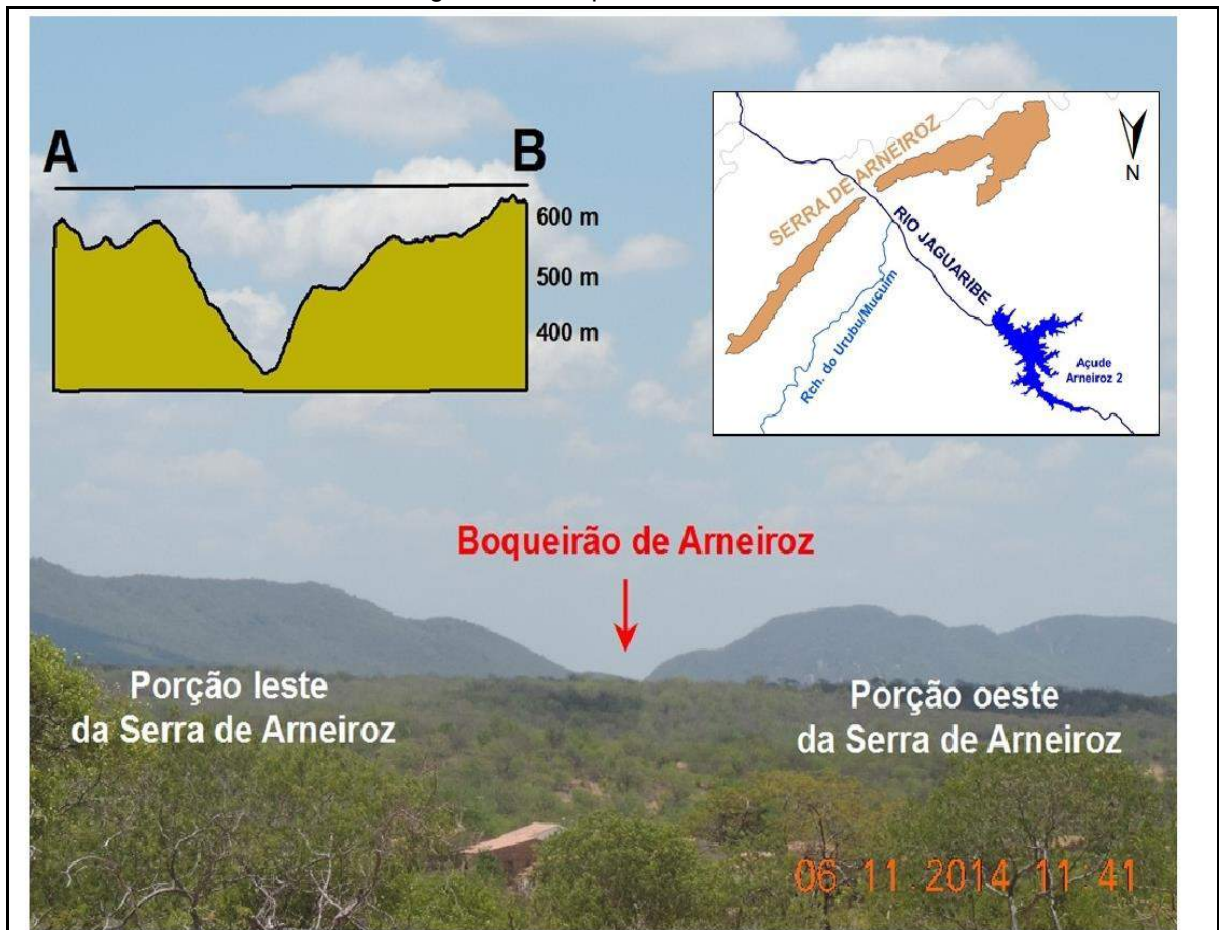 A
B
600 m
500 m
400 m
N
SERRA DE ARNEIROZ
RIO JAGUARIBE
Rch. do Urubu/Mucuim
Açude
Arneiroz 2
Boqueirão de Arneiroz
Porção leste
da Serra de Arneiroz
Porção oeste
da Serra de Arneiroz
06 11 2014 11:41